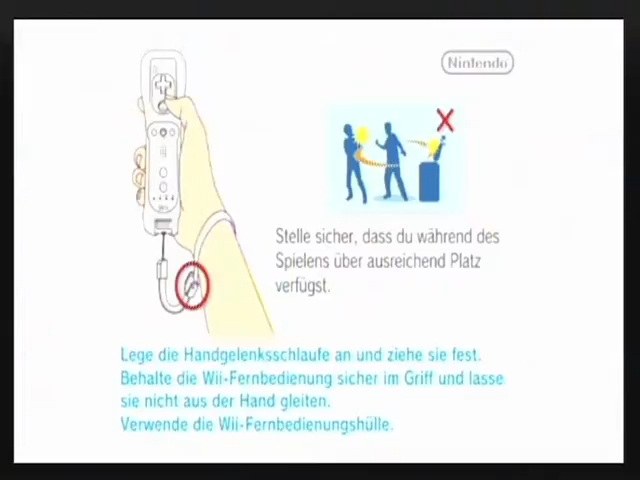 Nintendo
Stelle sicher, dass du während des
Spielens über ausreichend Platz
verfügst.
Lege die Handgelenksschlaufe an und ziehe sie fest.
Behalte die Wii-Fernbedienung sicher im Griff und lasse
sie nicht aus der Hand gleiten.
Verwende die Wii-Fernbedienungshülle.